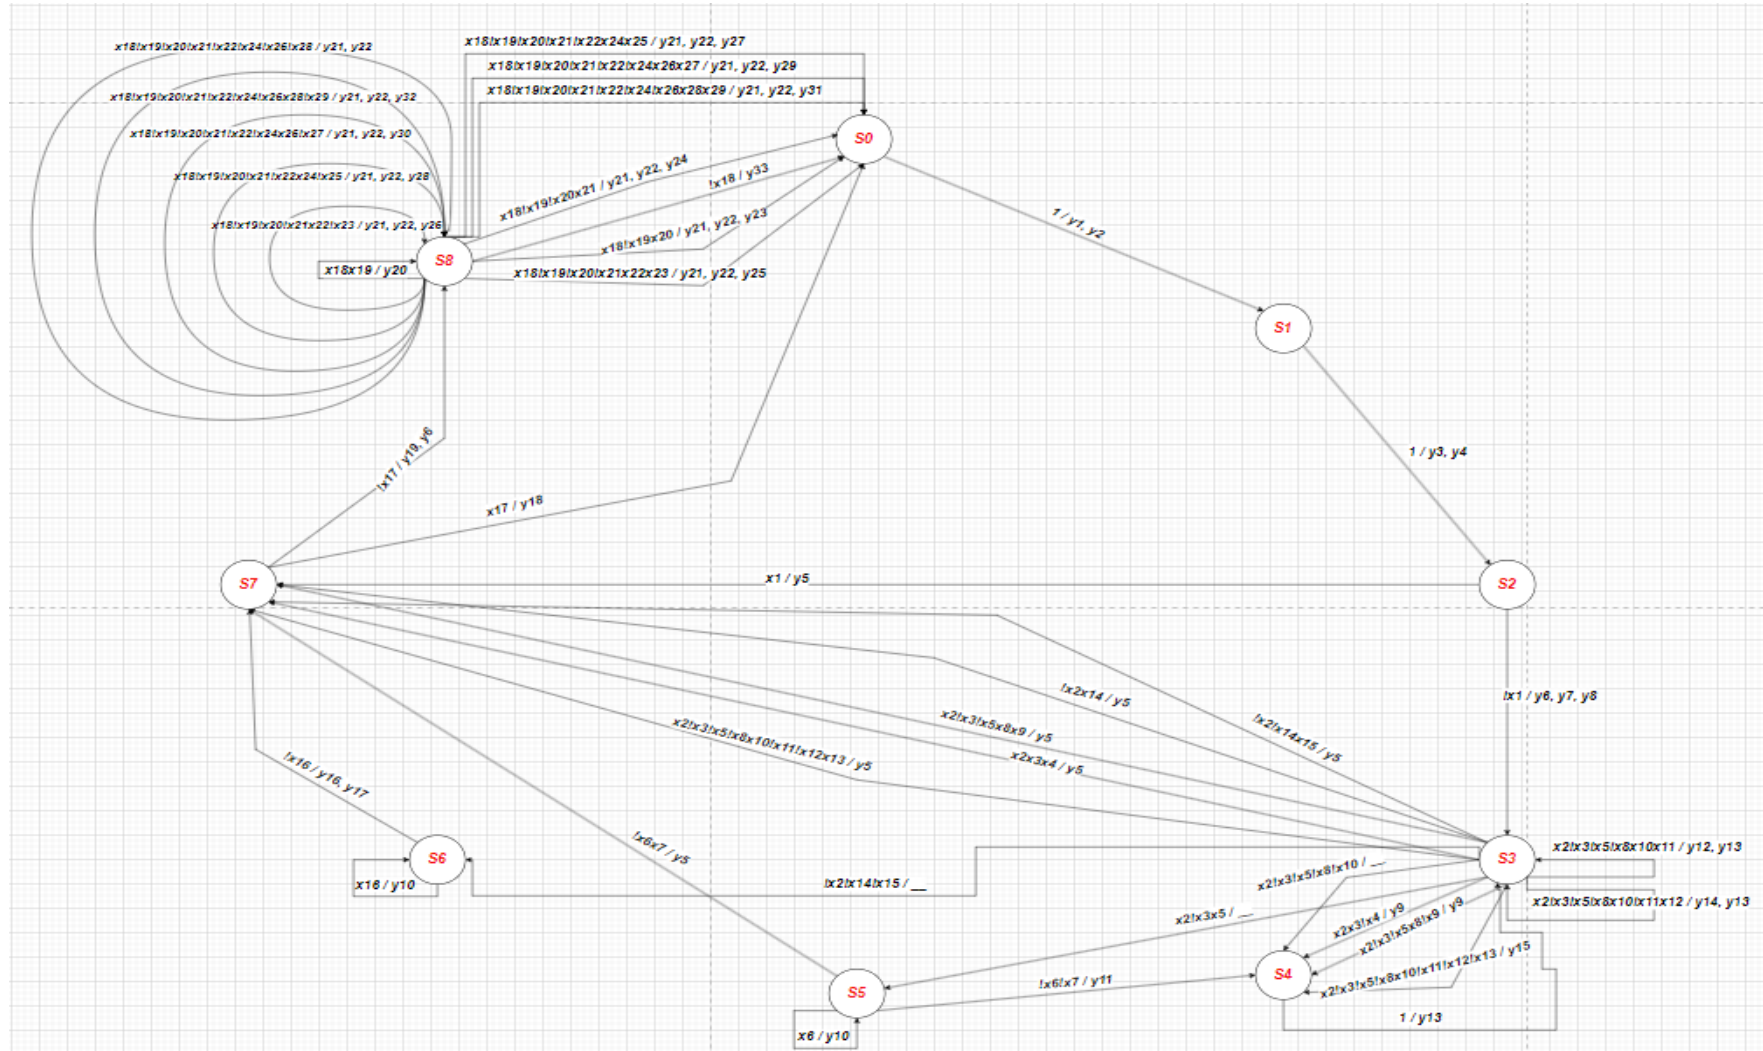 x18!x19!x20!x21!x22!x24!x26!x28 / y21, y22
x18!x19!x20!x21!x22x24x25 / y21, y22, y27
x18!x19!x20!x21!x22!x24x26x27 / y21, y22, y29
x18!x19!x20!x21!x22!x24!x26x28x29 / y21, y22, y31
x18!x19!x20!x21!x22!x24!x26x28!x29 / y21, y22, y32
x18!x19!x20!x21!x22!x24x26!x27 / y21, y22, y30
x18!x19!x20!x21!x22x24!x25 / y21, y22, y28
x18!x19!x20!x21x22!x23 / y21, y22, y26
S0
x18!x19!x20x21 / y21, y22, y24
!x18 / y33
x18!x19x20 / y21, y22, y23
x18!x19!x20!x21x22x23 / y21, y22, y25
S8
x18x19 / y20
1 / y1, y2
S1
1 / y3, y4
!x17 / y19, y6
x17 / y18
S7
x1 / y5
S2
!x1 / y6, y7, y8
!x2x14 / y5
!x2!x14x15 / y5
x2!x3!x5x8x9 / y5
x2x3x4 / y5
x2!x3!x5!x8x10!x11!x12x13 / y5
!x16 / y16, y17
!x6x7 / y5
S6
x16 / y10
!x2!x14!x15 / __
S3
x2!x3!x5!x8x10x11 / y12, y13
x2!x3!x5!x8x10!x11x12 / y14, y13
x2!x3!x5!x8!x10 / __
x2!x3x5 / __
x2x3!x4 / y9
x2!x3!x5x8!x9 / y9
x2!x3!x5!x8x10!x11!x12!x13 / y15
S4
S5
!x6!x7 / y11
x6 / y10
1 / y13